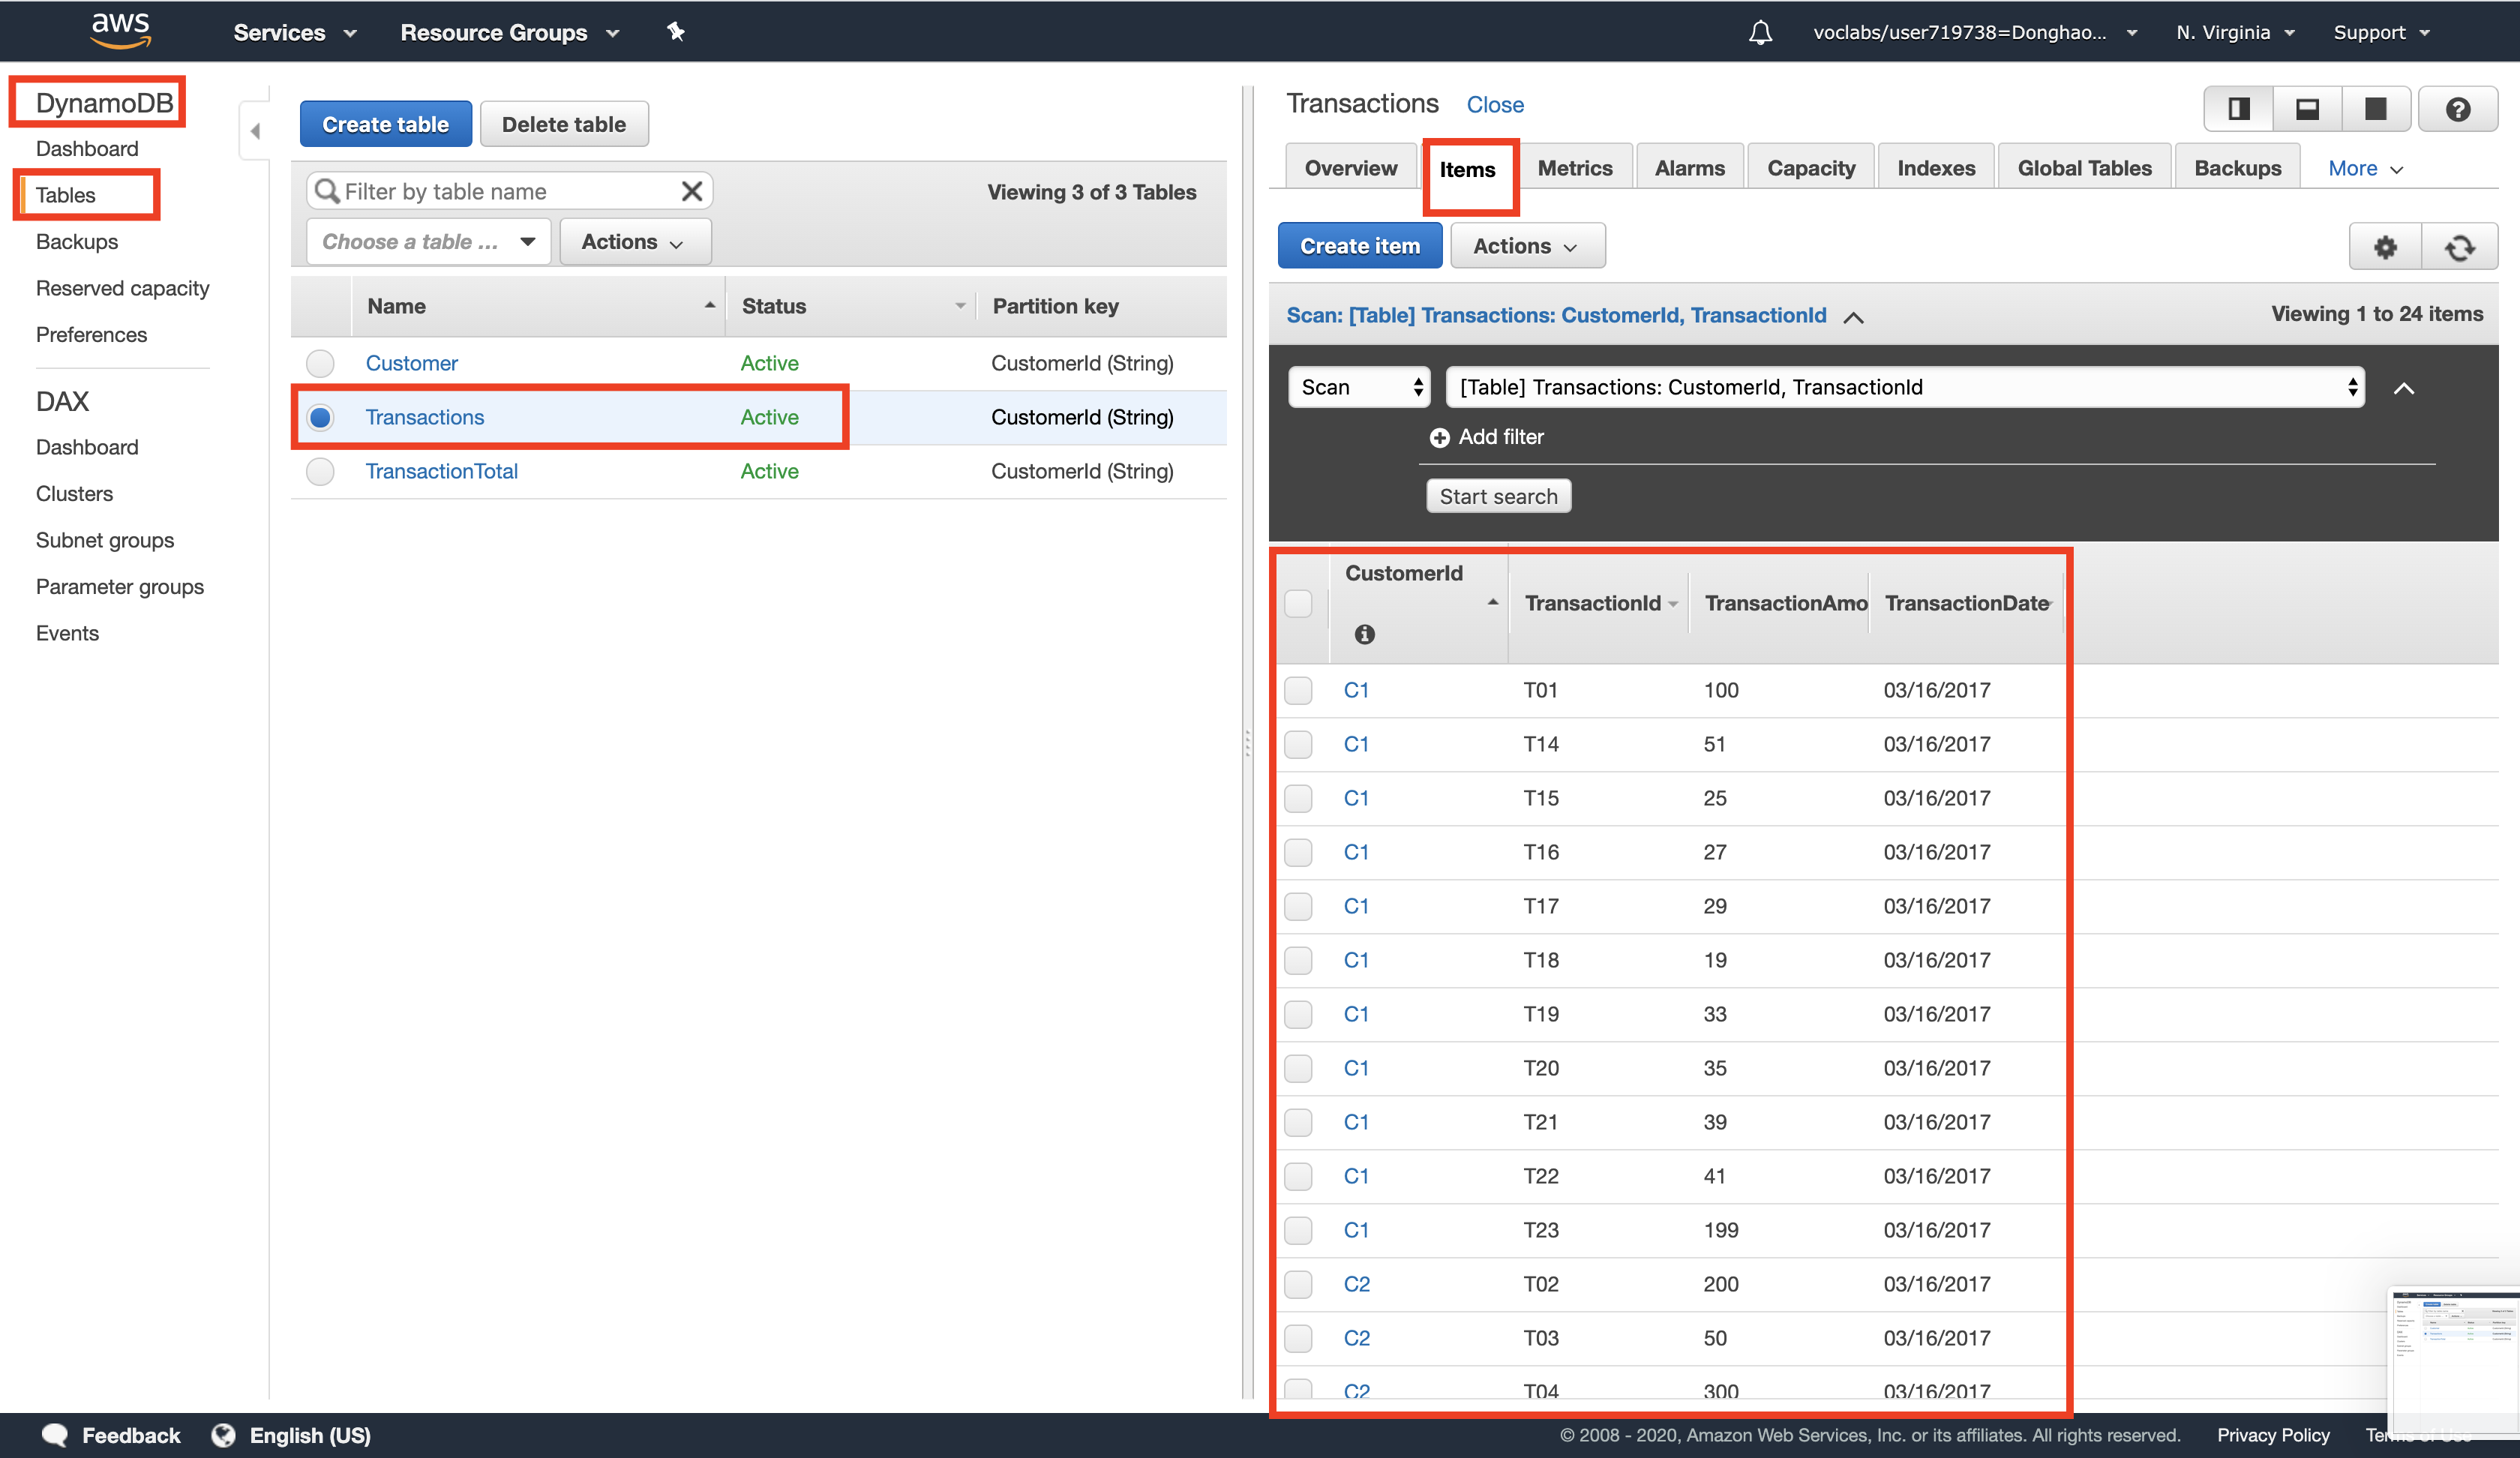 aws
Services
Resource Groups
voclabs/user719738=Donghao...
N. Virginia
Support
DynamoDB
Dashboard
Tables
Backups
Reserved capacity
Preferences
DAX
Dashboard
Clusters
Subnet groups
Parameter groups
Events
Create table
Delete table
Filter by table name
Viewing 3 of 3 Tables
Choose a table ...
Actions
Name Status Partition key
Customer Active CustomerId (String)
Transactions Active CustomerId (String)
TransactionTotal Active CustomerId (String)
Transactions Close
Overview Items Metrics Alarms Capacity Indexes Global Tables Backups More
Create item Actions
Scan: [Table] Transactions: CustomerId, TransactionId
Viewing 1 to 24 items
Scan [Table] Transactions: CustomerId, TransactionId
Add filter
Start search
CustomerId TransactionId TransactionAmo TransactionDate
C1 T01 100 03/16/2017
C1 T14 51 03/16/2017
C1 T15 25 03/16/2017
C1 T16 27 03/16/2017
C1 T17 29 03/16/2017
C1 T18 19 03/16/2017
C1 T19 33 03/16/2017
C1 T20 35 03/16/2017
C1 T21 39 03/16/2017
C1 T22 41 03/16/2017
C1 T23 199 03/16/2017
C2 T02 200 03/16/2017
C2 T03 50 03/16/2017
C2 T04 300 03/16/2017
Feedback English (US)
© 2008 - 2020, Amazon Web Services, Inc. or its affiliates. All rights reserved. Privacy Policy Terms of Use